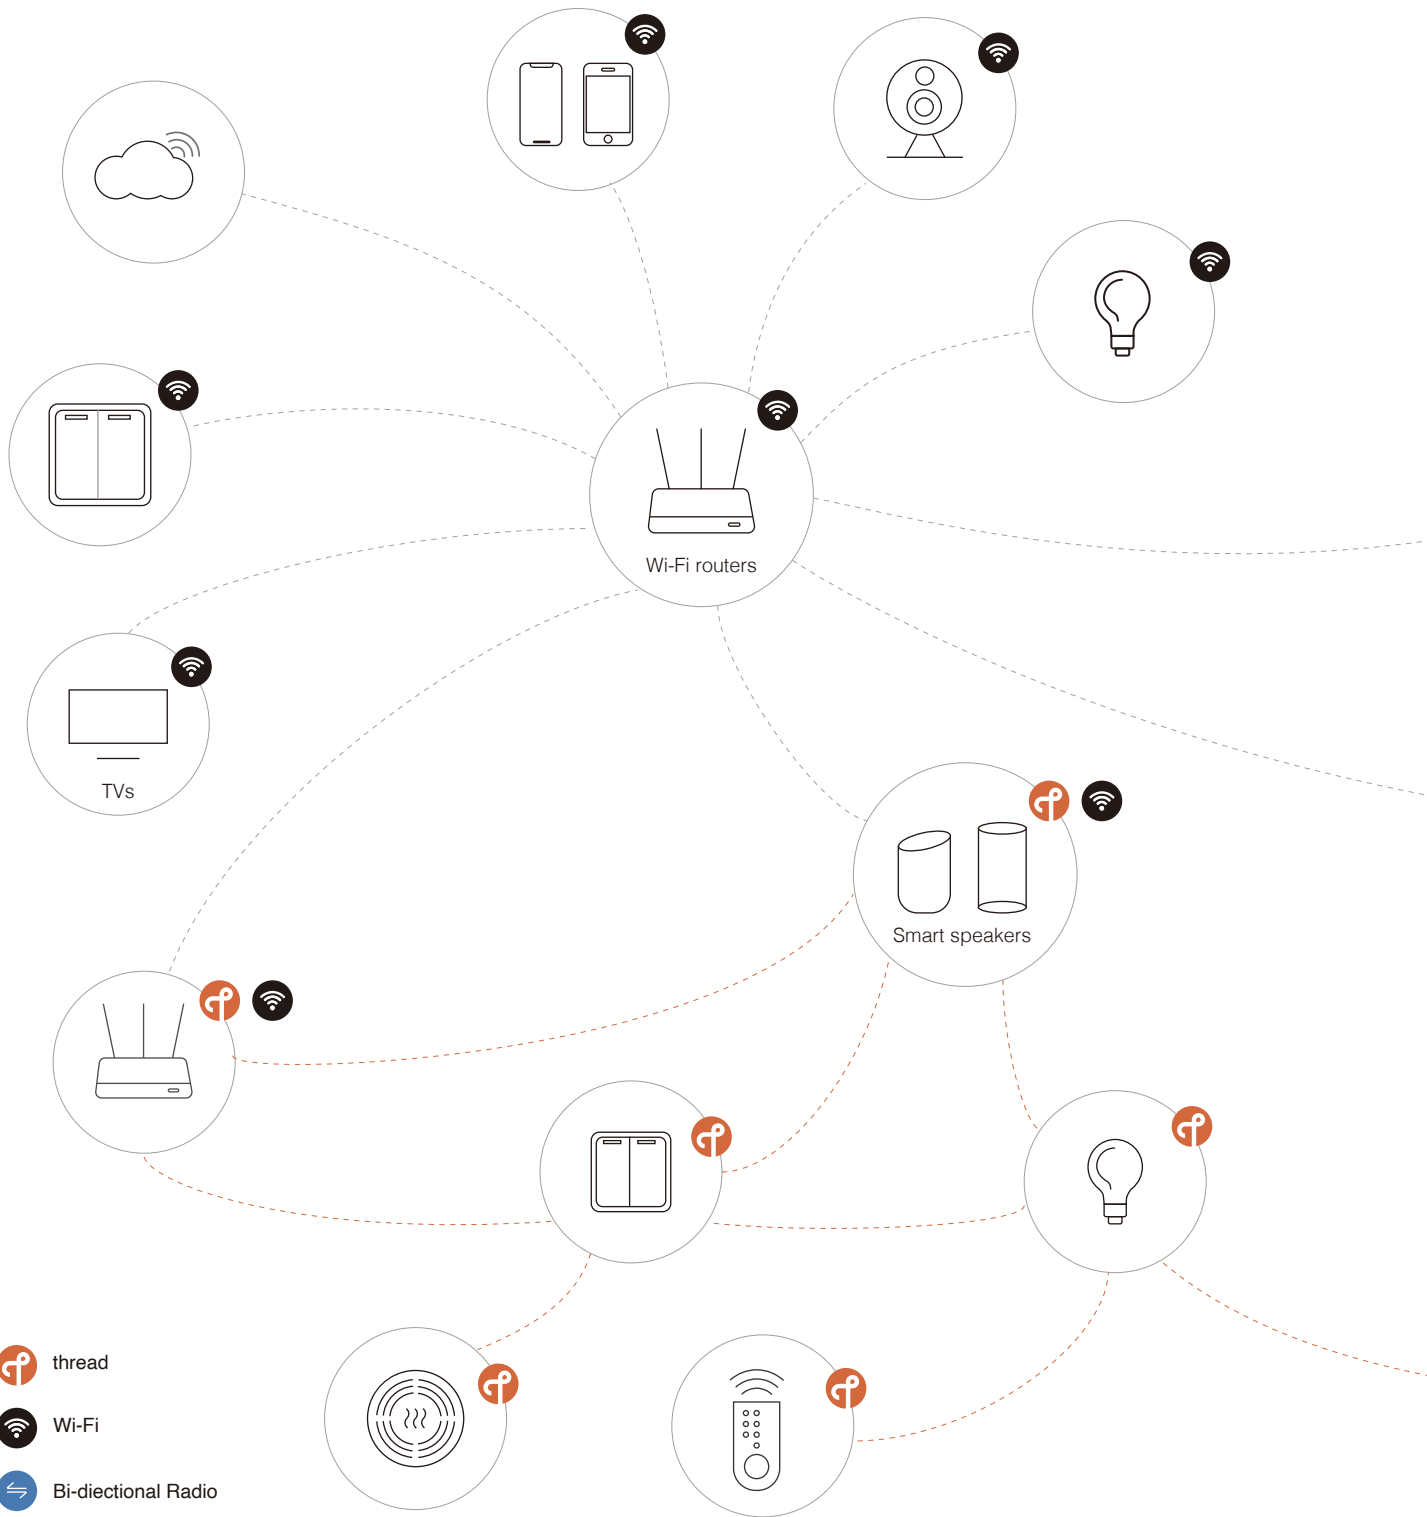 Wi-Fi routers
TVs
Smart speakers
thread
Wi-Fi
Bi-diectional Radio